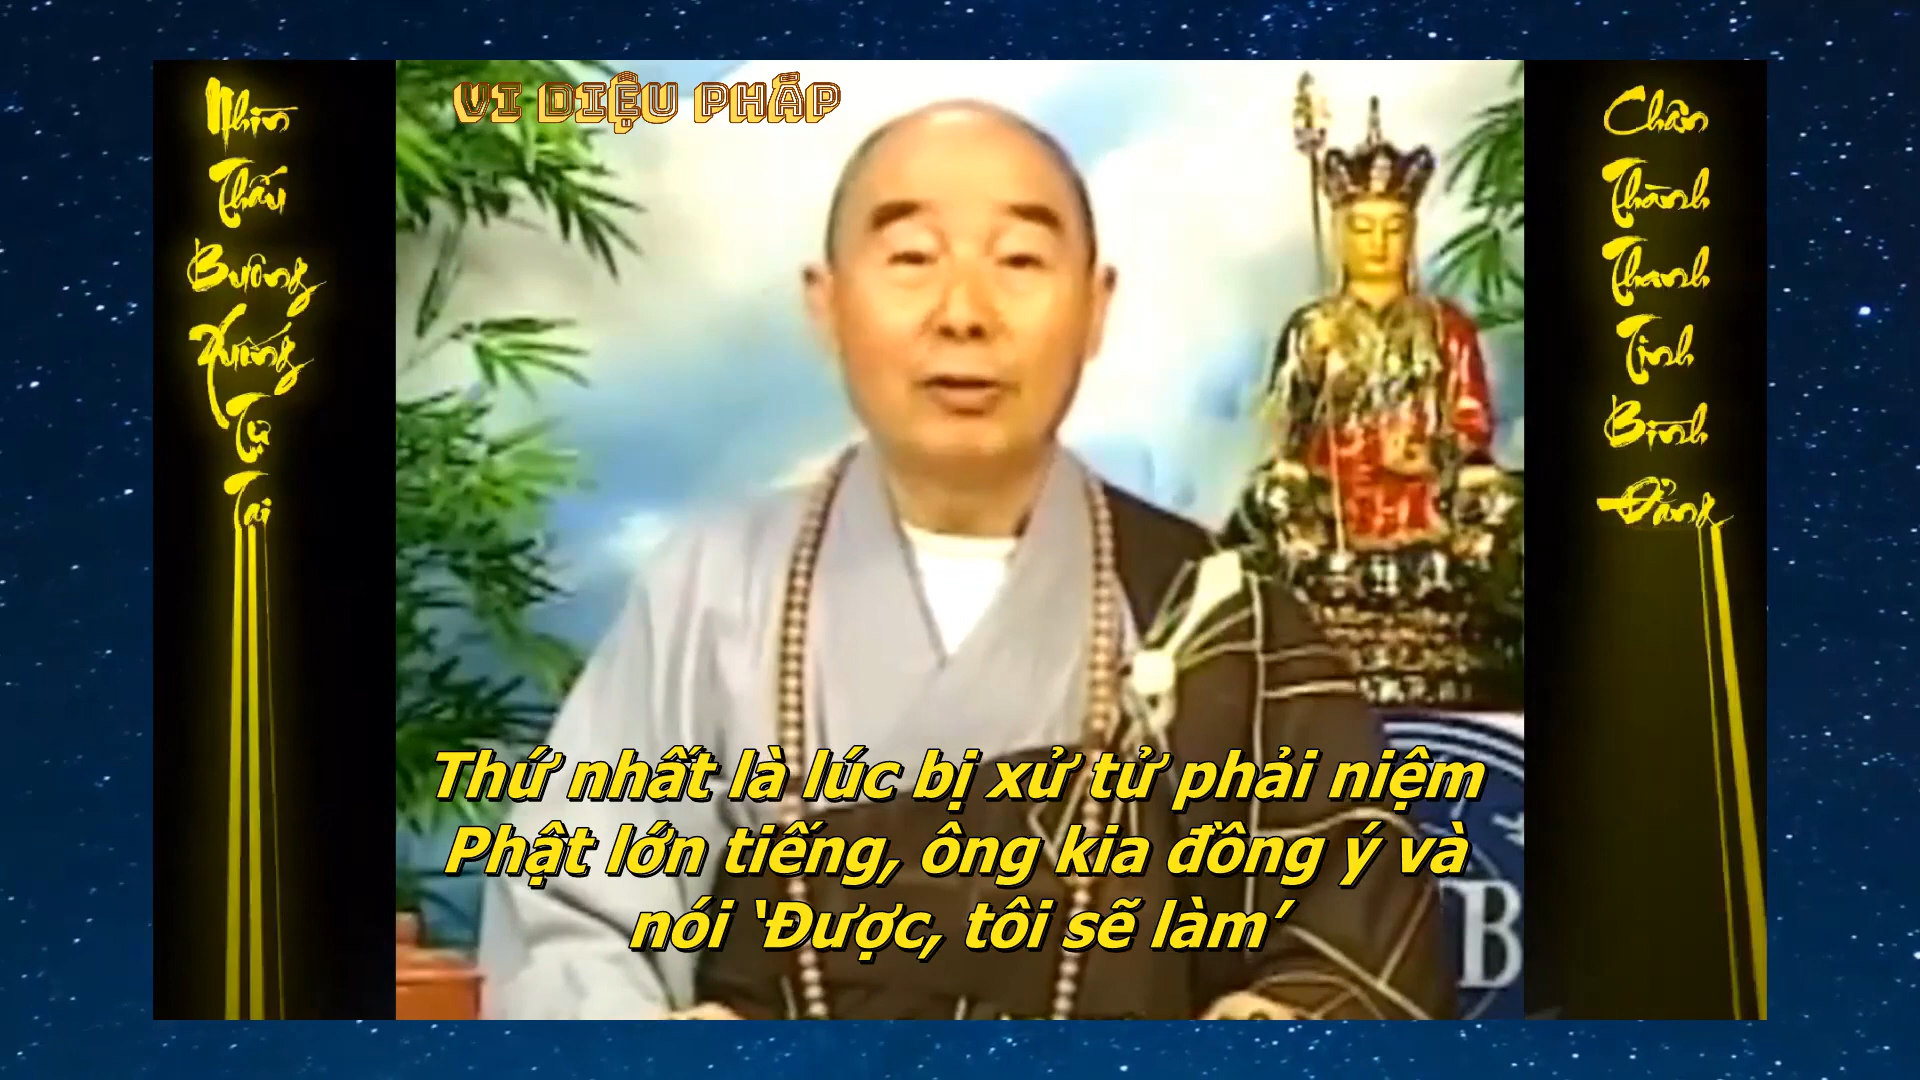 VI DIỆU PHÁP
Nhìn
Thấu
Buông
Xuống
Tự
Tại
Chân
Thành
Thanh
Tịnh
Bình
Đẳng
Thứ nhất là lúc bị xử tử phải niệm
Phật lớn tiếng, ông kia đồng ý và
nói ‘Được, tôi sẽ làm’
TB